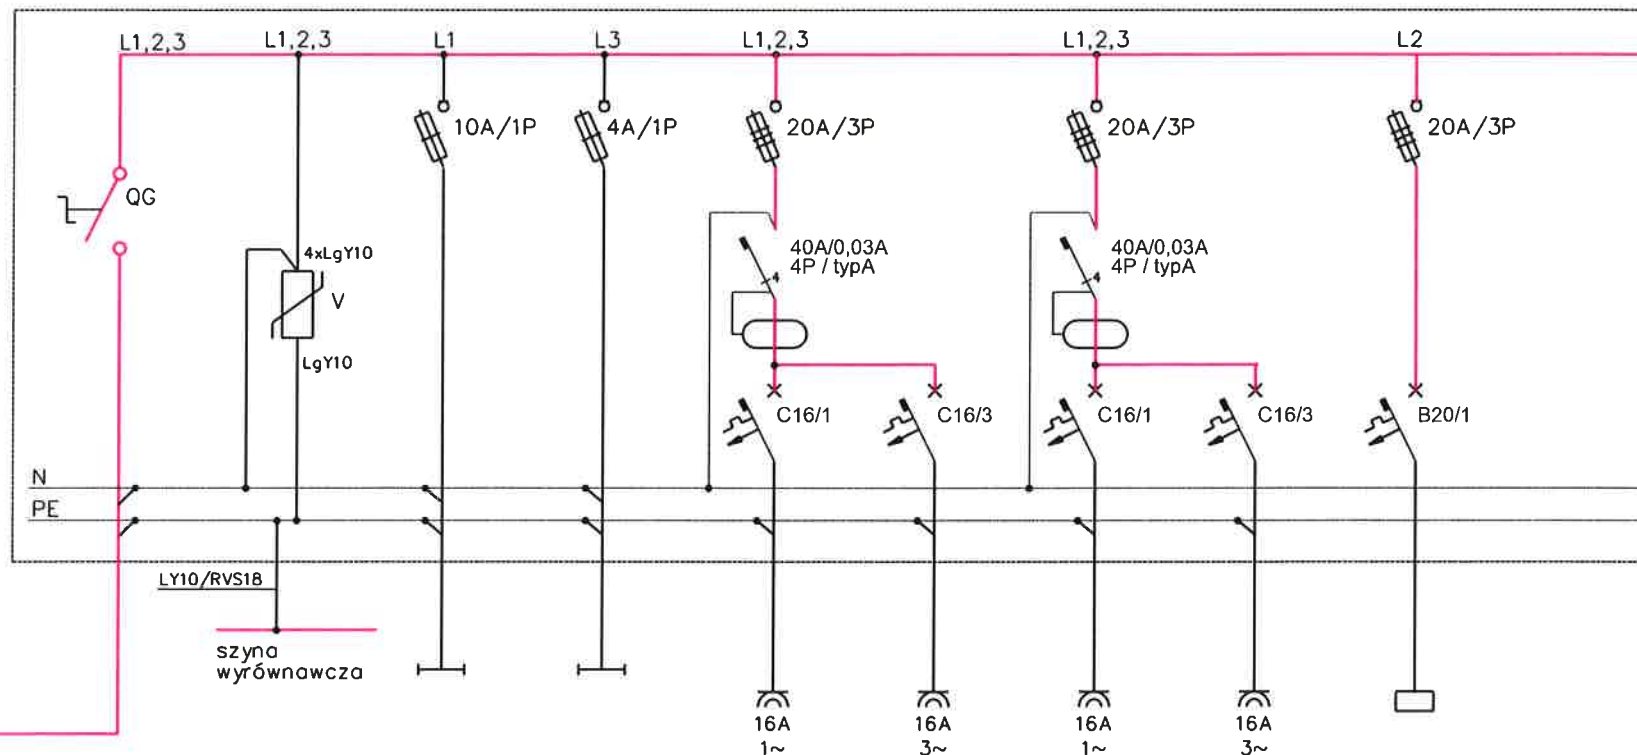 L1,2,3
L1,2,3
L1
L3
L1,2,3
L1,2,3
L2
10A/1P
4A/1P
20A/3P
20A/3P
20A/3P
QG
4xLgY10
V
LgY10
40A/0,03A
4P / typA
4
40A/0,03A
4P / typA
4
C16/1
C16/3
C16/1
C16/3
B20/1
N
PE
LY10/RVS18
szyna
wyrównawcza
16A
1~
16A
3~
16A
1~
16A
3~